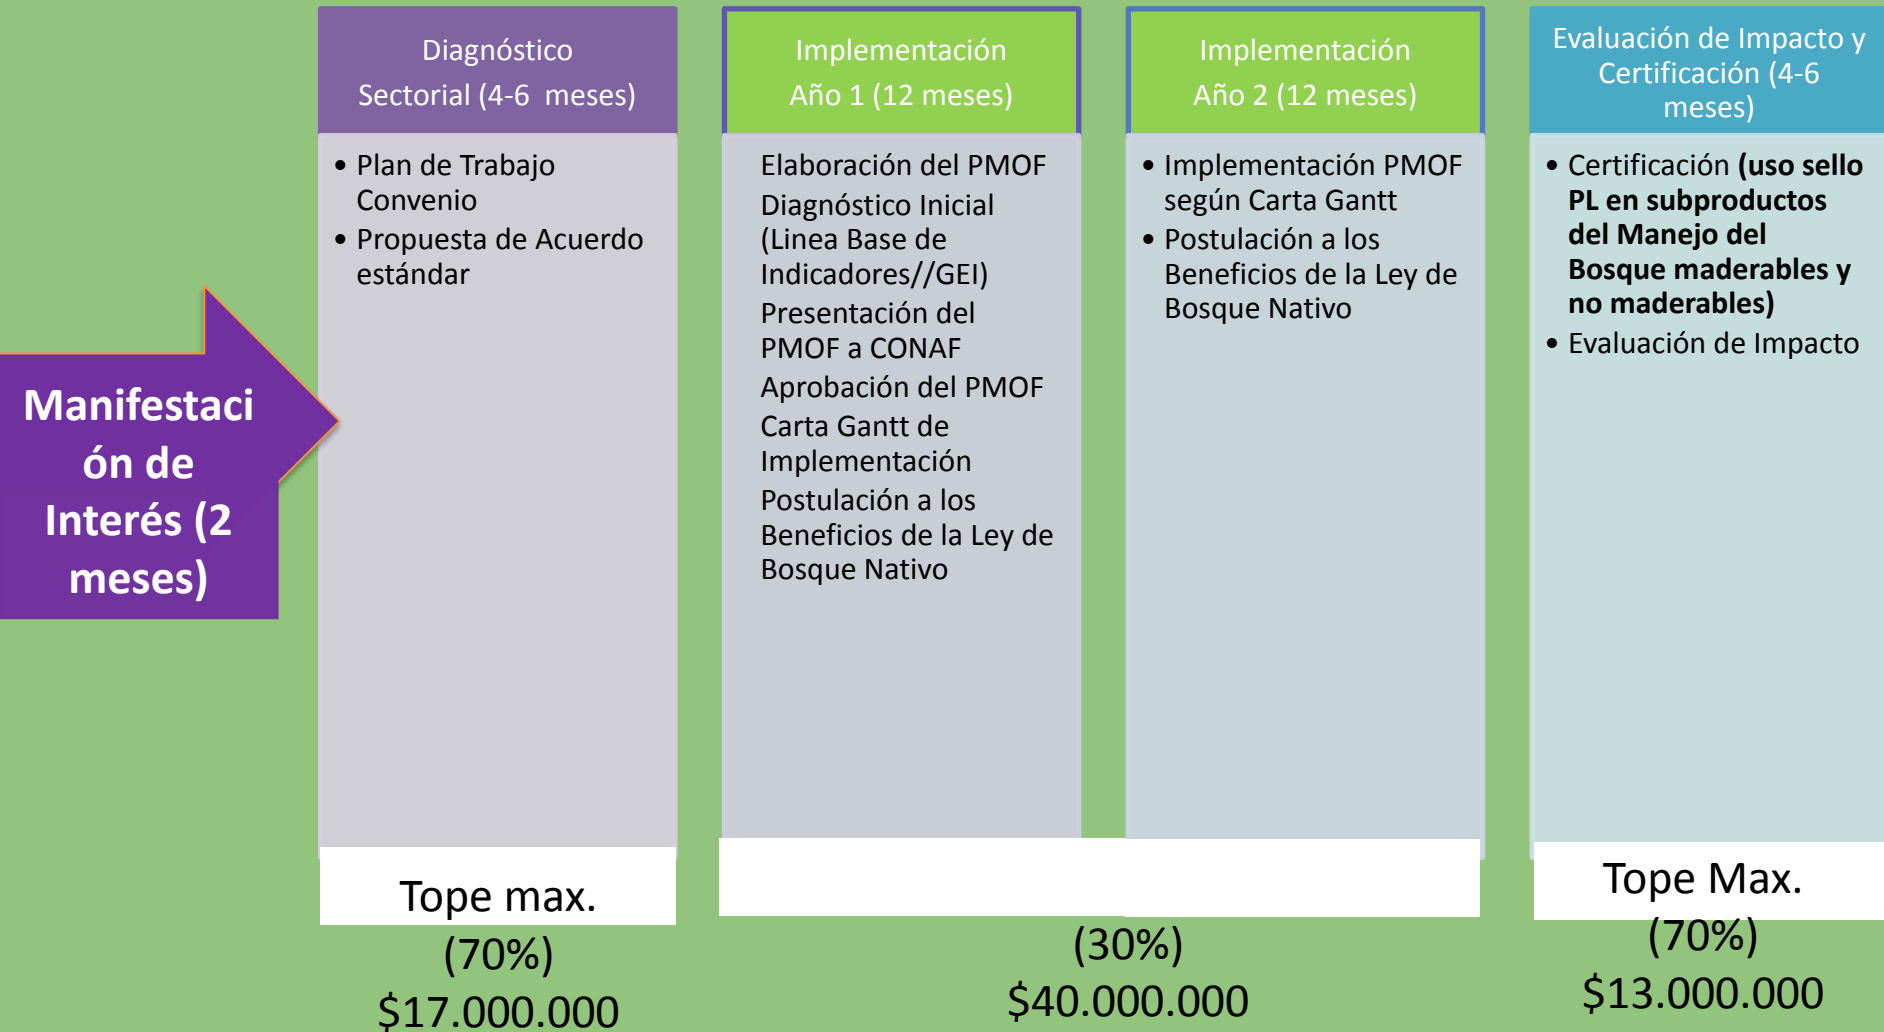 Manifestaci
ón de
Interés (2
meses)
Diagnóstico
Sectorial (4-6 meses)
• Plan de Trabajo
Convenio
• Propuesta de Acuerdo
estándar
Tope max.
(70%)
$17.000.000
Implementación
Año 1 (12 meses)
Elaboración del PMOF
Diagnóstico Inicial
(Linea Base de
Indicadores//GEI)
Presentación del
PMOF a CONAF
Aprobación del PMOF
Carta Gantt de
Implementación
Postulación a los
Beneficios de la Ley de
Bosque Nativo
Implementación
Año 2 (12 meses)
• Implementación PMOF
según Carta Gantt
• Postulación a los
Beneficios de la Ley de
Bosque Nativo
(30%)
$40.000.000
Evaluación de Impacto y
Certificación (4-6
meses)
• Certificación (uso sello
PL en subproductos
del Manejo del
Bosque maderables y
no maderables)
• Evaluación de Impacto
Tope Max.
(70%)
$13.000.000